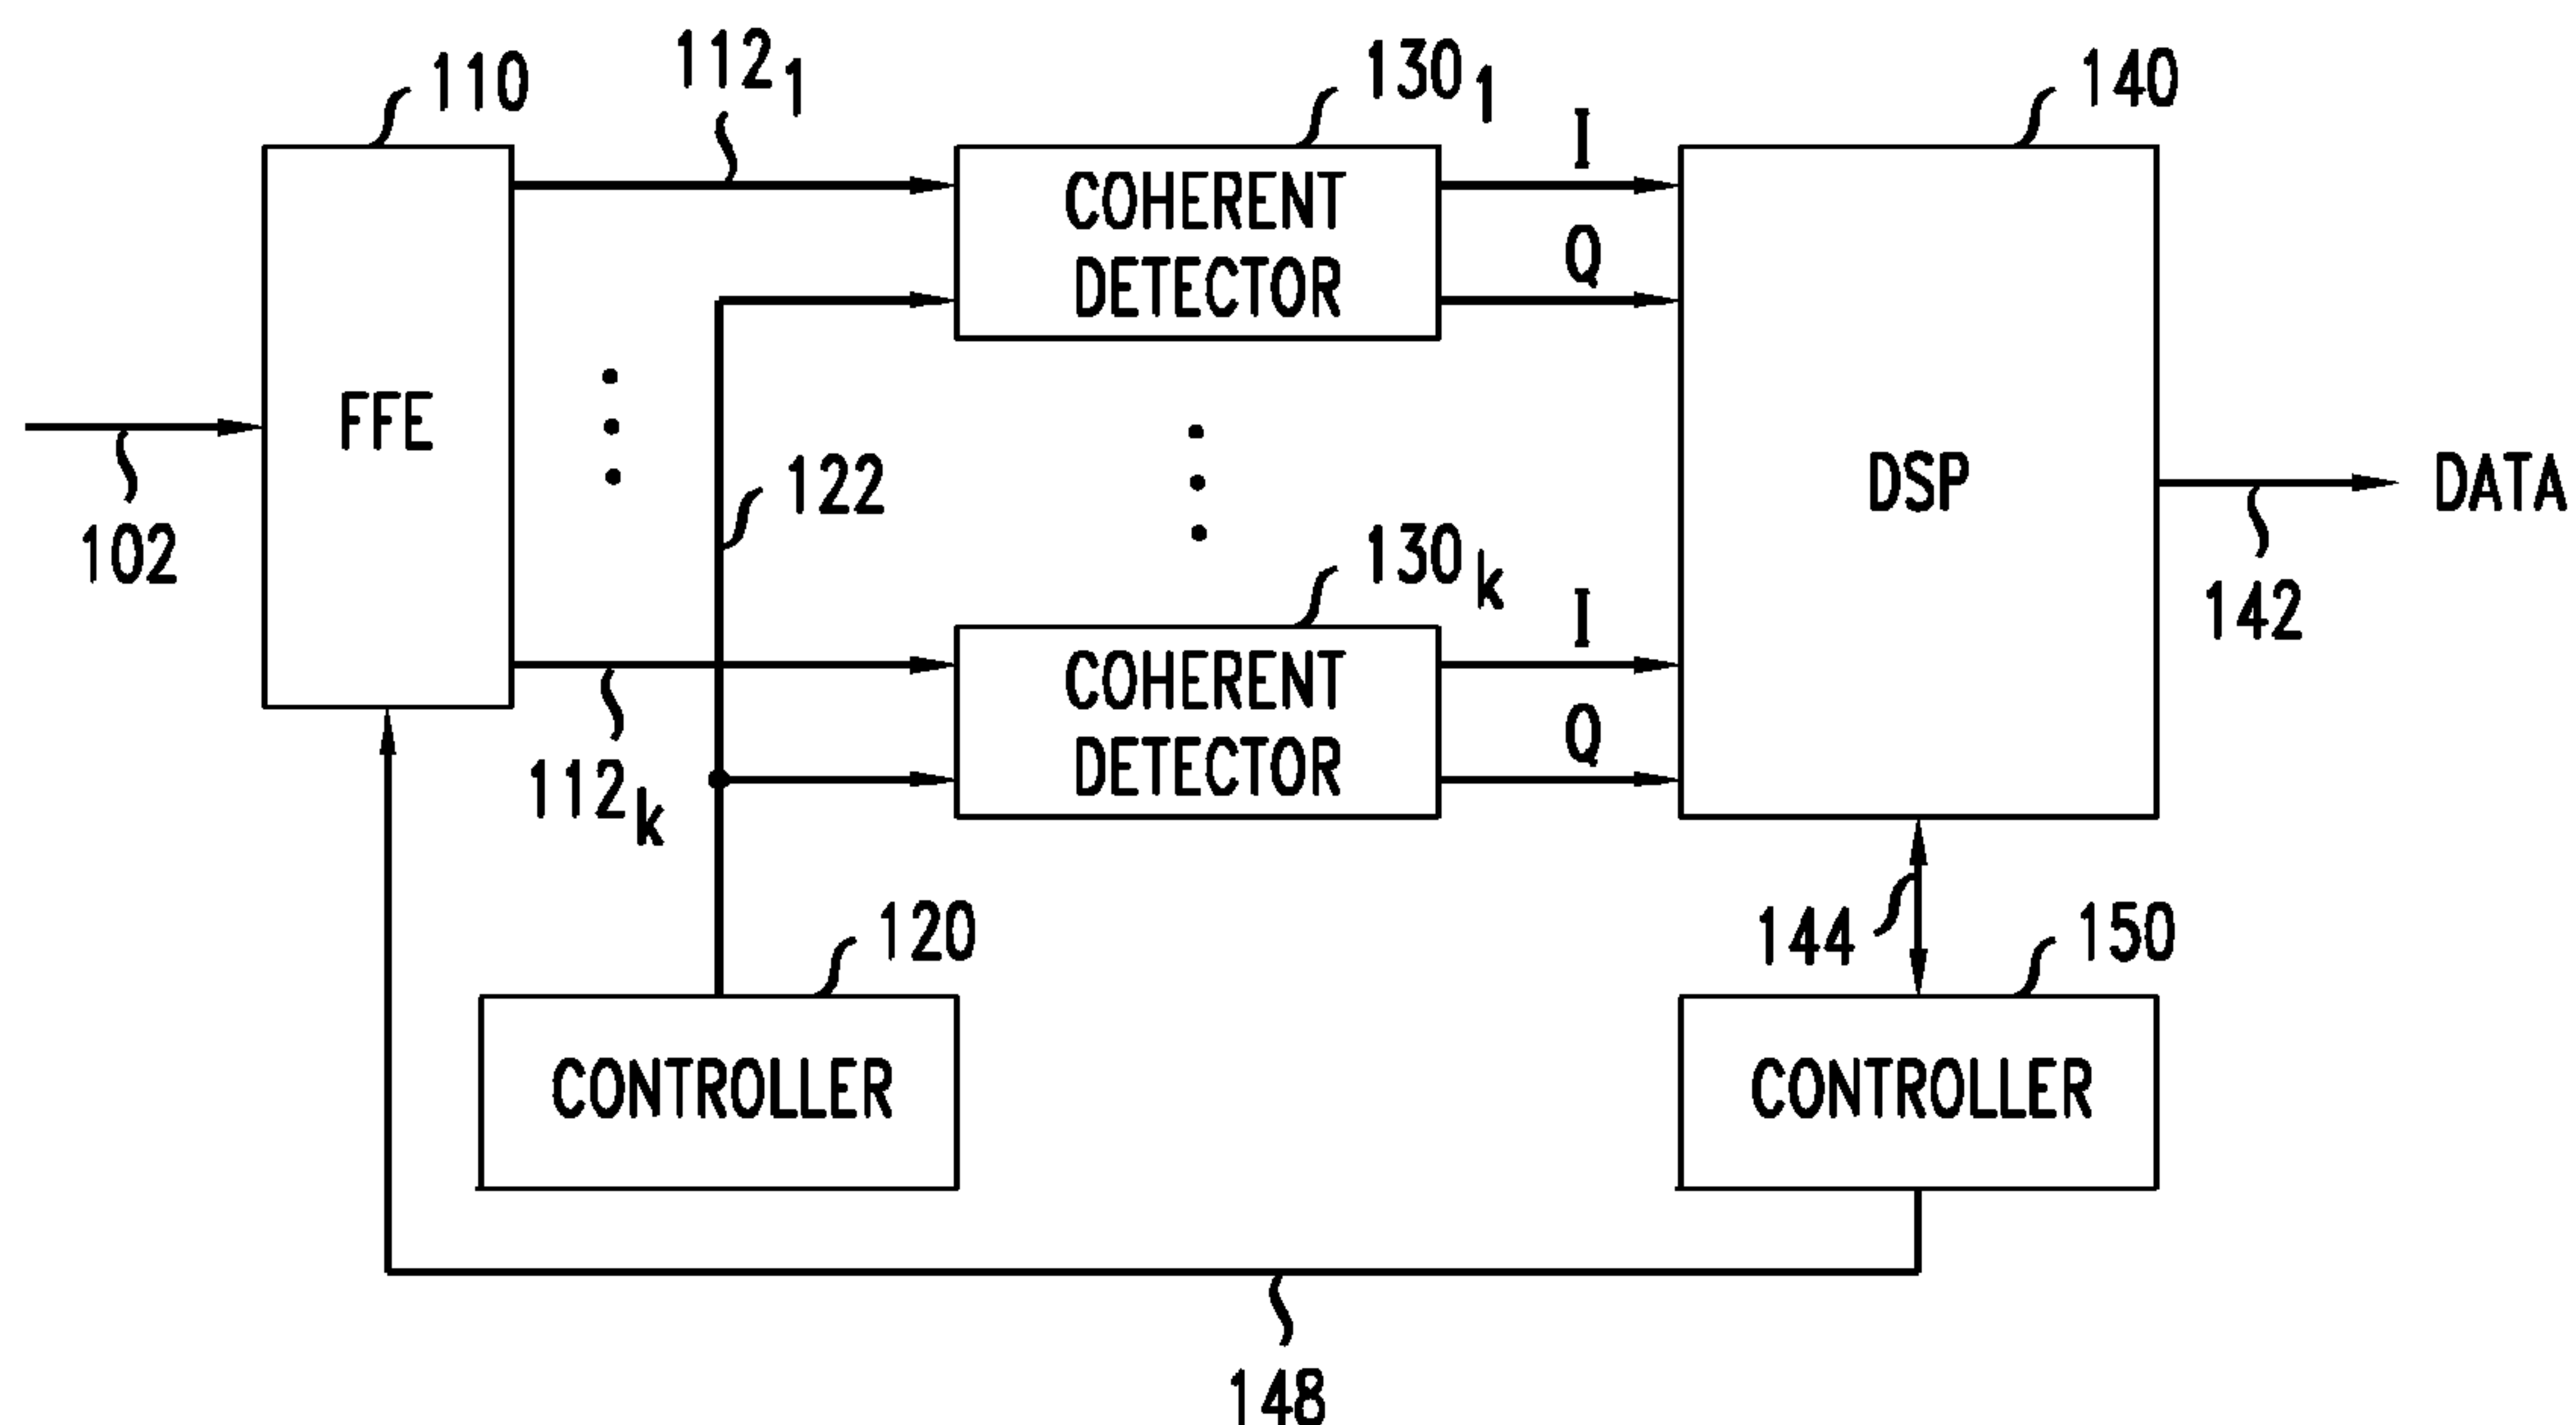 110
112₁
130₁
I
140
COHERENT
DETECTOR
Q
FFE
122
DSP
DATA
102
130ₖ
I
142
COHERENT
DETECTOR
Q
112ₖ
120
144
150
CONTROLLER
CONTROLLER
148